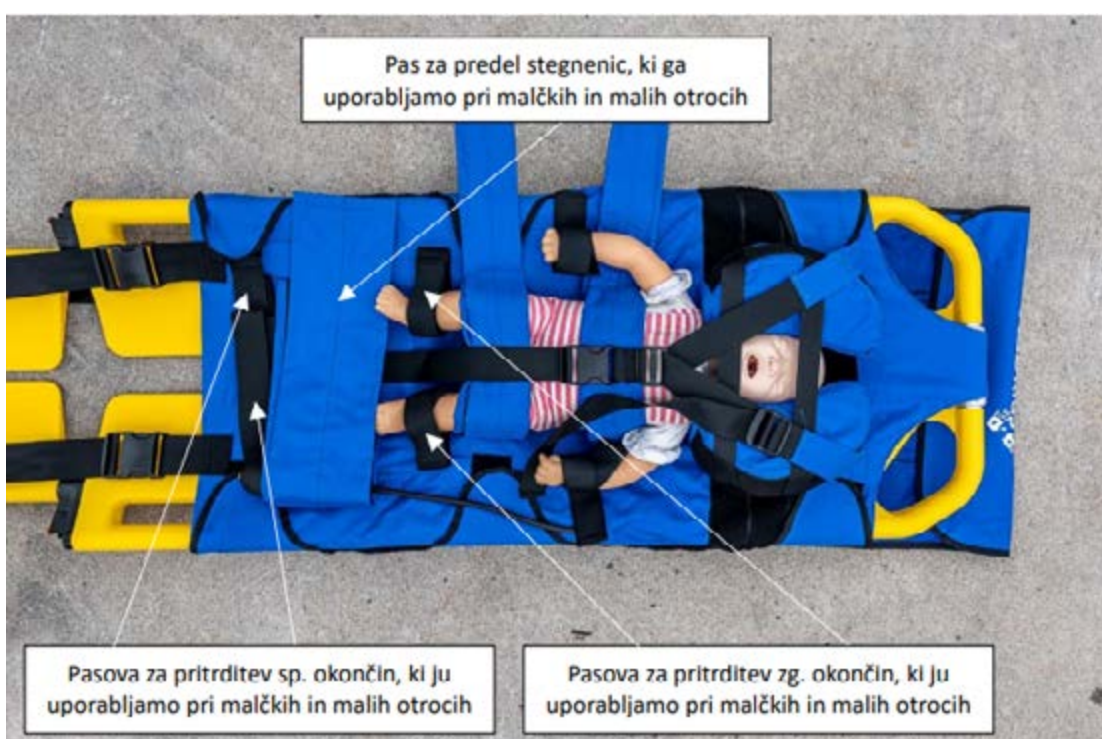 Pas za predel stegnenic, ki ga
uporabljamo pri malčkih in malih otrocih
Pasova za pritrditev sp. okončin, ki ju
uporabljamo pri malčkih in malih otrocih
Pasova za pritrditev zg. okončin, ki ju
uporabljamo pri malčkih in malih otrocih